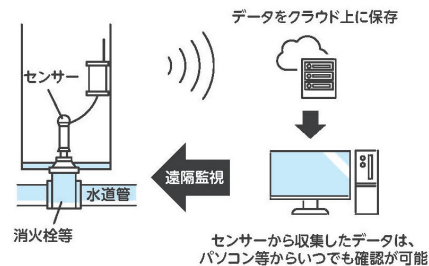 データをクラウド上に保存
センサー
遠隔監視
水道管
消火栓等
センサーから収集したデータは、
パソコン等からいつでも確認が可能